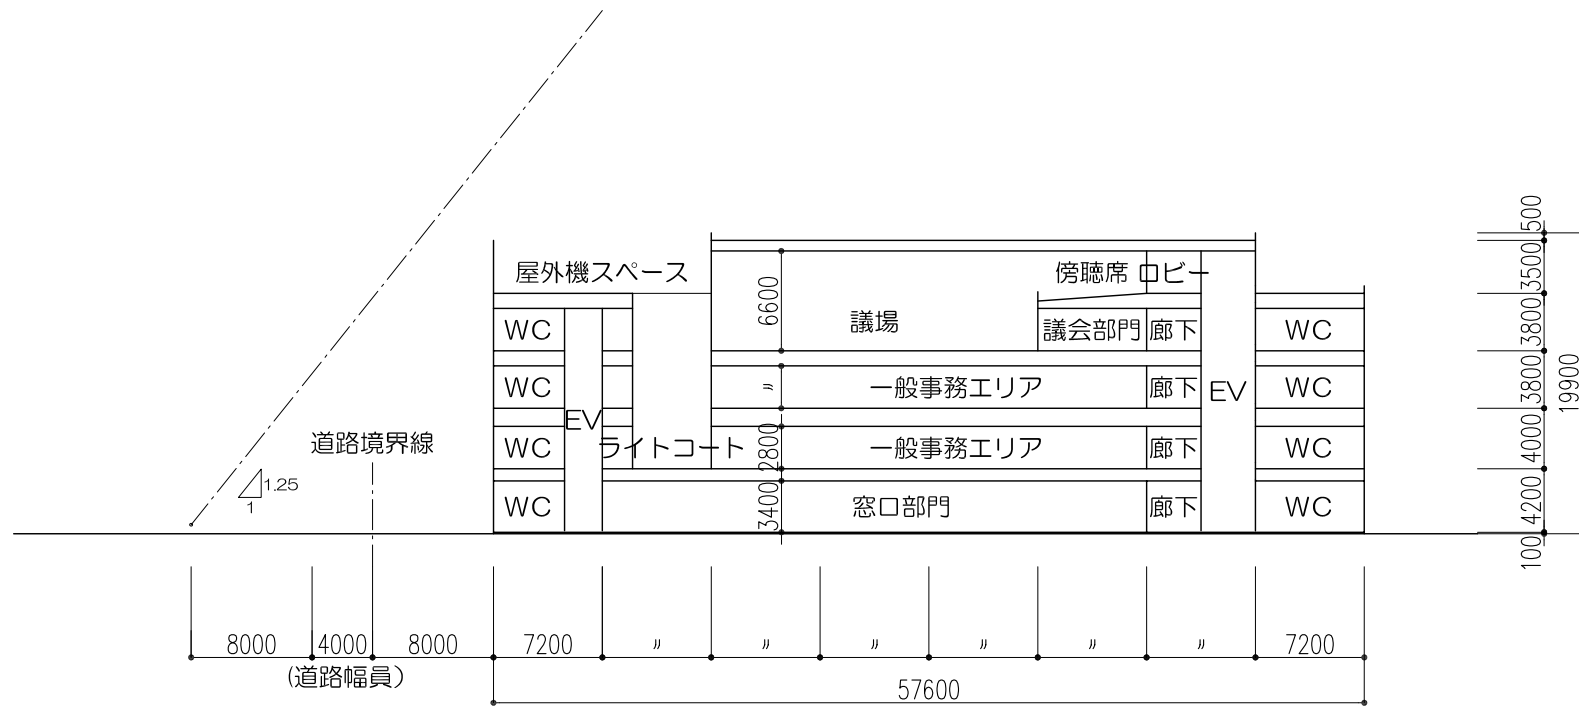 500
屋外機スペース
傍聴席 ロビー
3500
6600
議場
議会部門
廊下
WC
WC
3800
WC
〃
一般事務エリア
廊下
EV
WC
3800
19900
EV
道路境界線
WC
ライトコート
2800
一般事務エリア
廊下
WC
4000
1.25
1
WC
3400
窓口部門
廊下
WC
4200
100
8000
4000
8000
7200
〃
〃
〃
〃
〃
〃
7200
(道路幅員)
57600